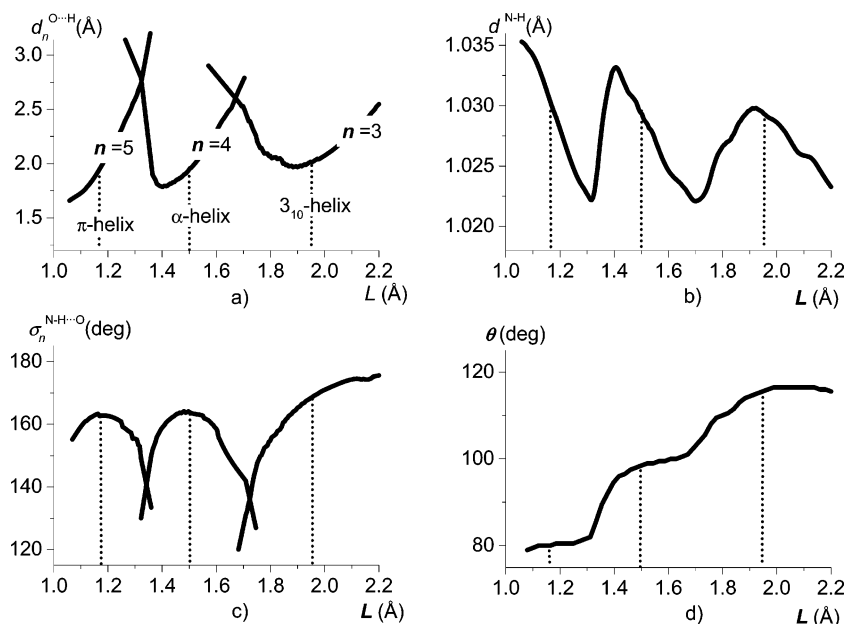 d_n^{O···H}(Å)
3.0
2.5
2.0
1.5
n=5
n=4
n=3
π-helix
α-helix
3_{10}-helix
1.0 1.2 1.4 1.6 1.8 2.0 2.2
a) L (Å)
d^{N-H}(Å)
1.035
1.030
1.025
1.020
1.0 1.2 1.4 1.6 1.8 2.0 2.2
b) L (Å)
σ_n^{N-H···O}(deg)
180
160
140
120
1.0 1.2 1.4 1.6 1.8 2.0 2.2
c) L (Å)
θ (deg)
120
100
80
1.0 1.2 1.4 1.6 1.8 2.0 2.2
d) L (Å)